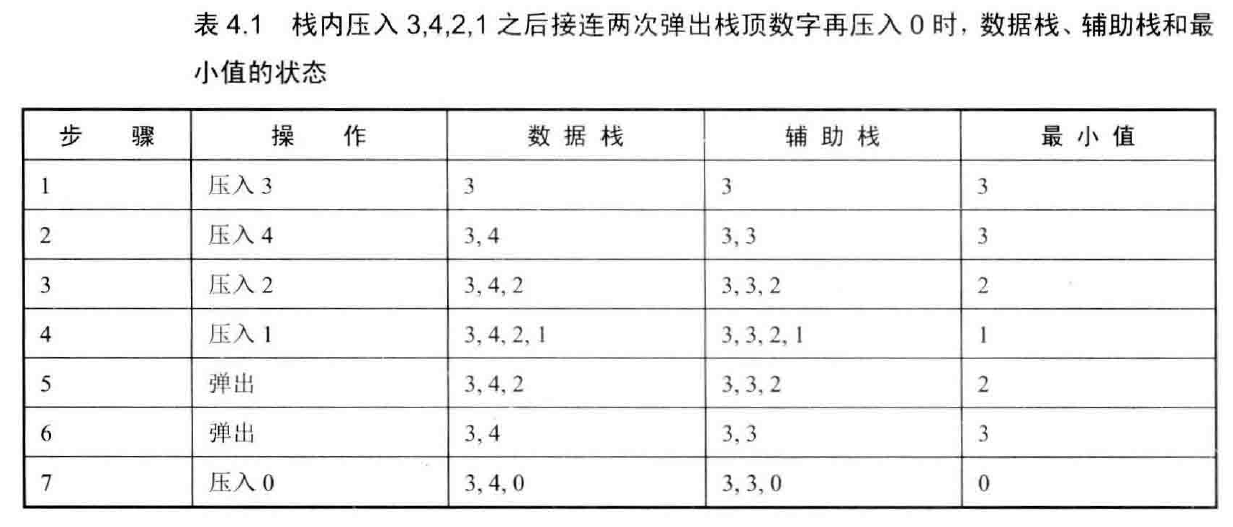 表 4.1 栈内压入 3,4,2,1 之后接连两次弹出栈顶数字再压入 0 时，数据栈、辅助栈和最
小值的状态
步 骤 操 作 数 据 栈 辅 助 栈 最 小 值
1 压入 3 3 3 3
2 压入 4 3, 4 3, 3 3
3 压入 2 3, 4, 2 3, 3, 2 2
4 压入 1 3, 4, 2, 1 3, 3, 2, 1 1
5 弹出 3, 4, 2 3, 3, 2 2
6 弹出 3, 4 3, 3 3
7 压入 0 3, 4, 0 3, 3, 0 0